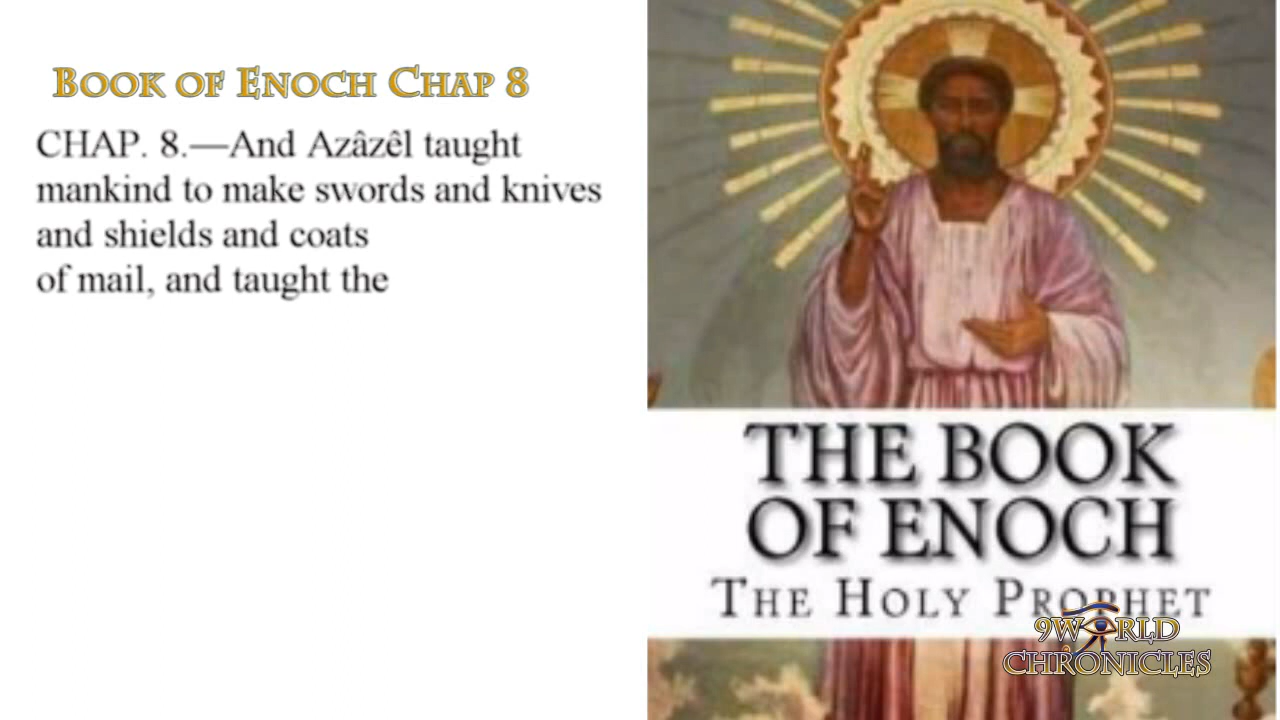 BOOK OF ENOCH CHAP 8
CHAP. 8.—And Azâzêl taught
mankind to make swords and knives
and shields and coats
of mail, and taught the
THE BOOK
OF ENOCH
THE HOLY PROPHET
9WORLD
CHRONICLES